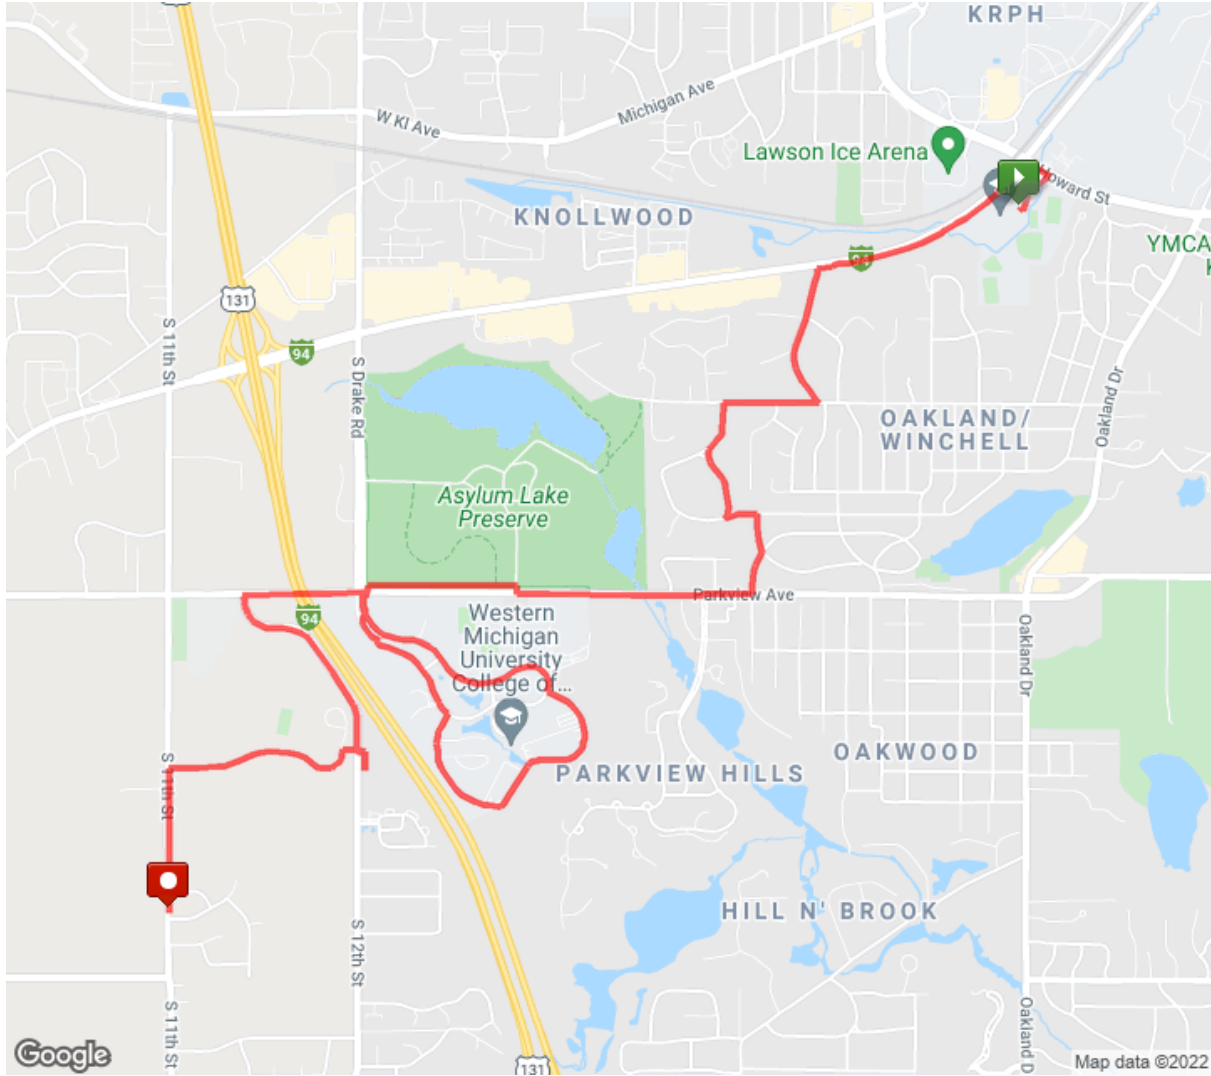 KRPH
Michigan Ave
W KI Ave
Lawson Ice Arena
Howard St
KNOLLWOOD
YMCA
K
94
131
S 11th St
94
S Drake Rd
Oakland Dr
OAKLAND/
WINCHELL
Asylum Lake
Preserve
Parkview Ave
94
Western
Michigan
University
College of...
Oakland Dr
OAKWOOD
PARKVIEW HILLS
S 11th St
HILL N' BROOK
S 12th St
S 11th St
Oakland D
Google
131
Map data ©2022